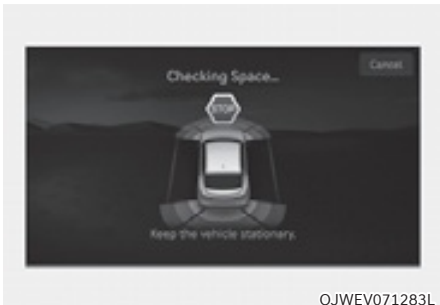 Cancel
Checking Space...
STOP
Keep the vehicle stationary.
OJWEV071283L